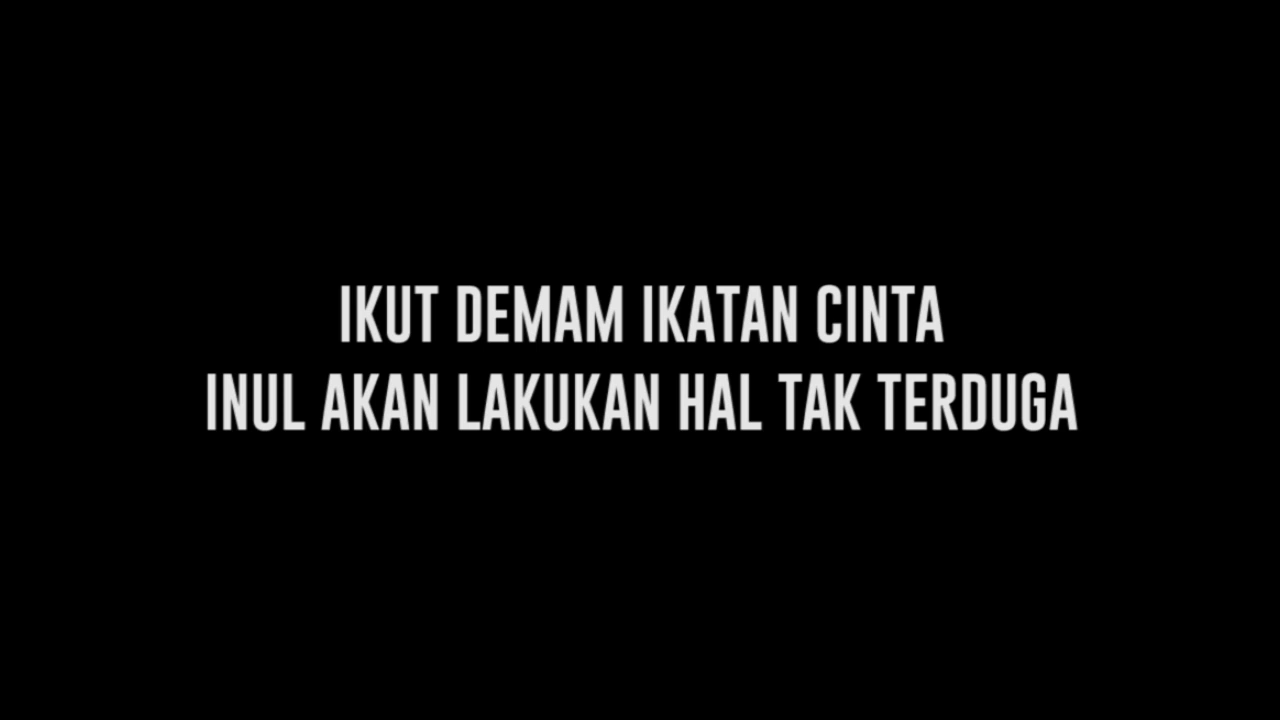 IKUT DEMAM IKATAN CINTA
INUL AKAN LAKUKAN HAL TAK TERDUGA